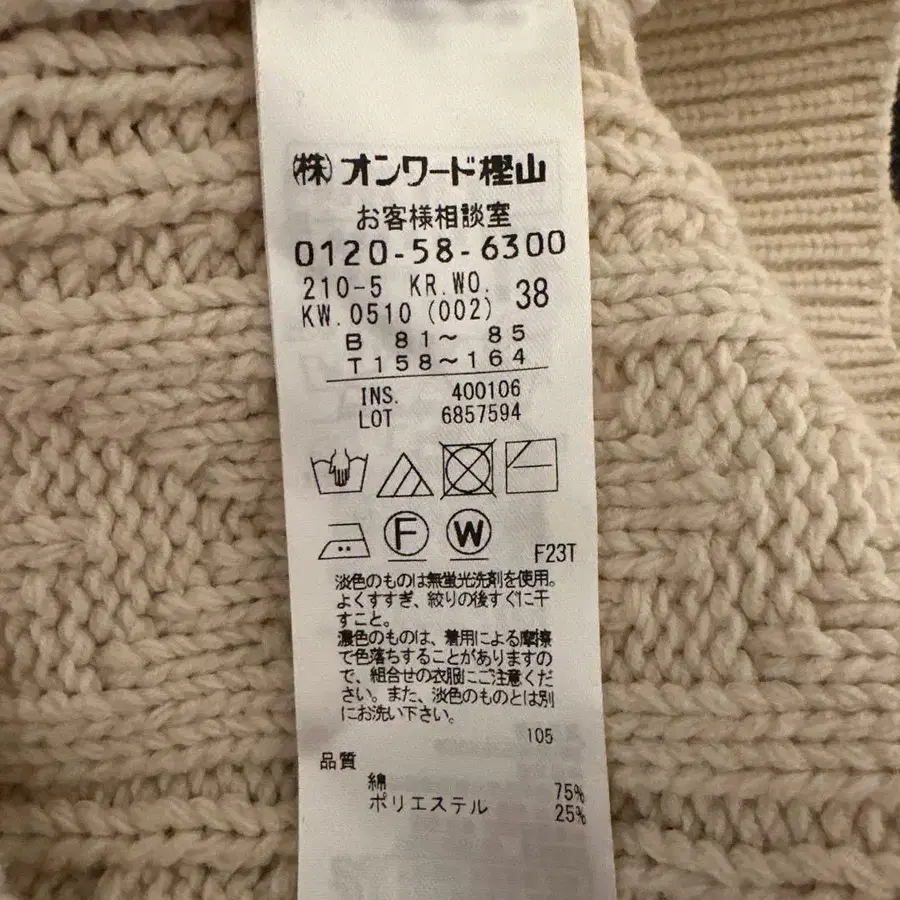 ㈱オンワード樫山
お客様相談室
0120-58-6300
210-5 KR.WO.
KW.0510 (002) 38
B 81～ 85
T158～164
INS. 400106
LOT 6857594
F W
F23T
淡色のものは無蛍光洗剤を使用。
よくすすぎ、絞りの後すぐに干
すこと。
濃色のものは、着用による摩擦
で色落ちすることがありますの
で、組合せの衣服にご注意くだ
さい。また、淡色のものとは別
にお洗い下さい。
105
品質
綿 75%
ポリエステル 25%